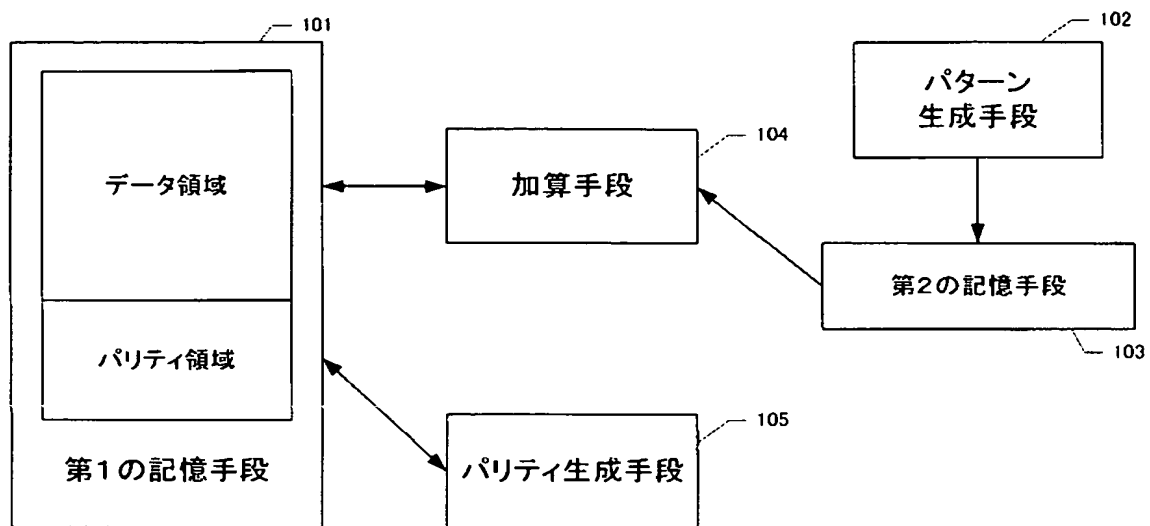 101
102
パターン
生成手段
104
データ領域
加算手段
第2の記憶手段
パリティ領域
103
105
第1の記憶手段
パリティ生成手段